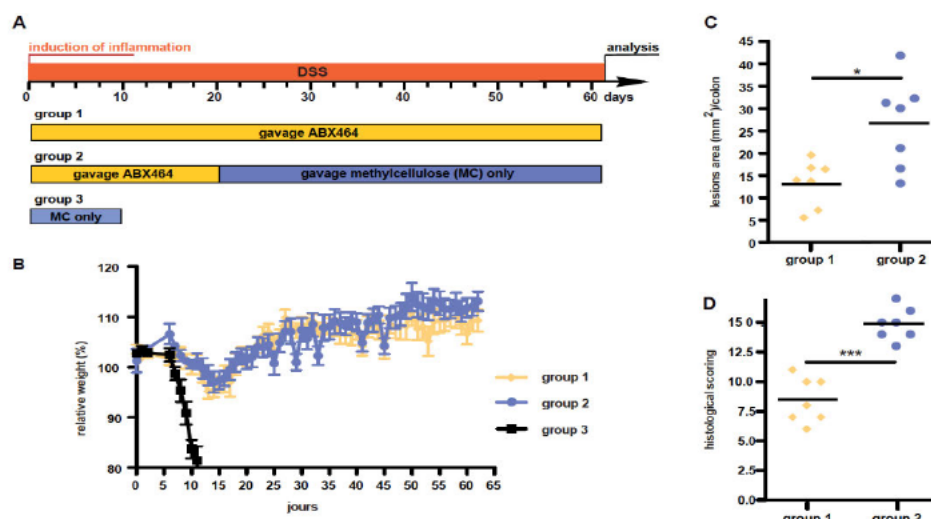 A
induction of inflammation
analysis
DSS
0 10 20 30 40 50 60 days
group 1
gavage ABX464
group 2
gavage ABX464 gavage methylcellulose (MC) only
group 3
MC only
B
120
110
100
90
80
relative weight (%)
0 5 10 15 20 25 30 35 40 45 50 55 60 65
jours
group 1
group 2
group 3
C
45
40
35
30
25
20
15
10
5
0
lesions area (mm2)/colon
*
group 1 group 2
D
15.0
12.5
10.0
7.5
5.0
2.5
0.0
histological scoring
***
group 1 group 2